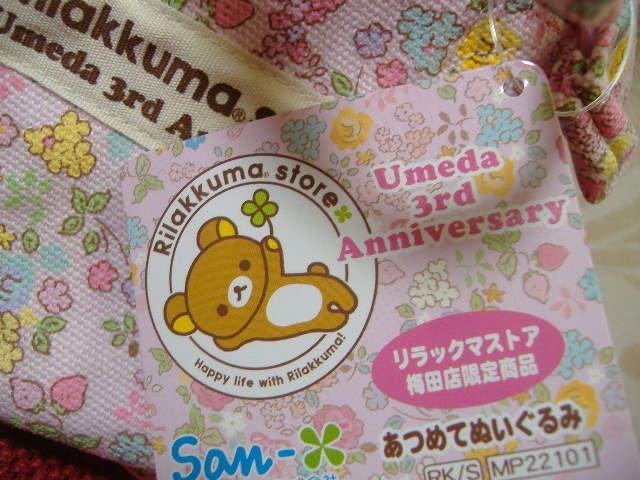 Rilakkuma® store
Umeda 3rd
Rilakkuma® store
Umeda
3rd
Anniversary
Happy life with Rilakkuma!
リラックマストア
梅田店限定商品
San-
あつめてぬいぐるみ
RK/S MP22101